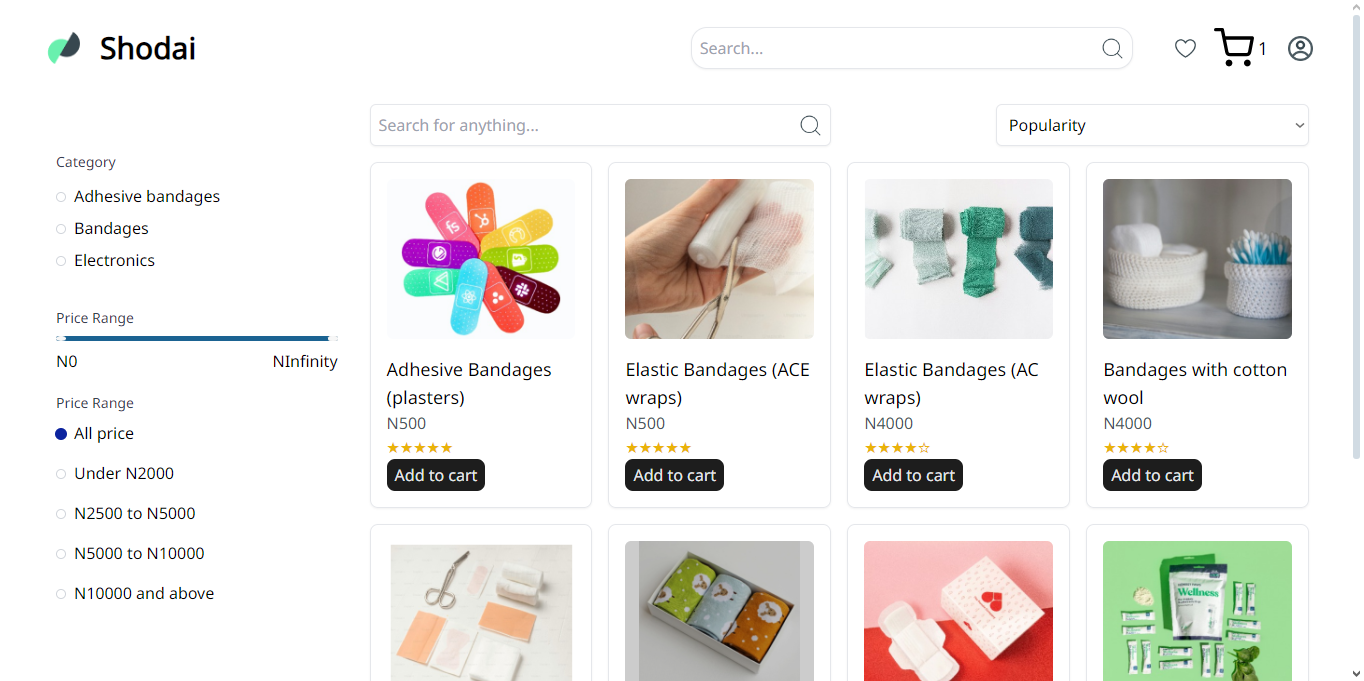 Shodai
Search...
1
Search for anything...
Popularity
Category
Adhesive bandages
Bandages
Electronics
Price Range
N0
NInfinity
Price Range
All price
Under N2000
N2500 to N5000
N5000 to N10000
N10000 and above
fs
Adhesive Bandages
(plasters)
N500
Add to cart
Elastic Bandages (ACE
wraps)
N500
Add to cart
Elastic Bandages (AC
wraps)
N4000
Add to cart
Bandages with cotton
wool
N4000
Add to cart
Wellness